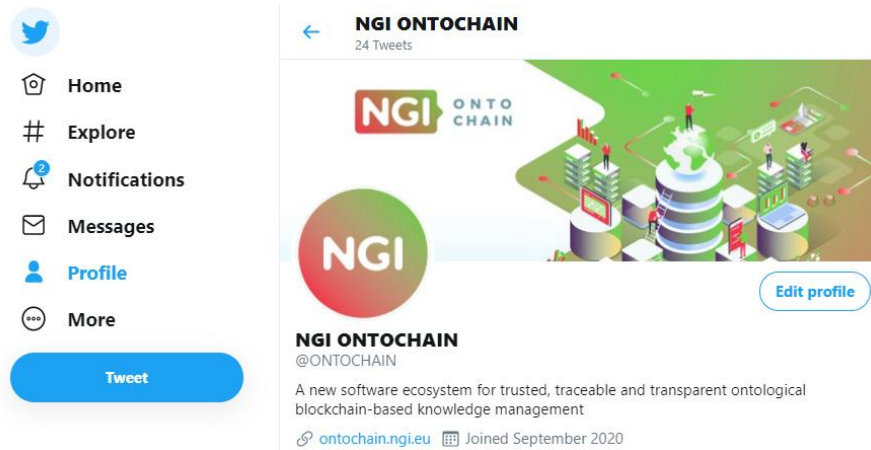 Home
Explore
2
Notifications
Messages
Profile
More
Tweet
NGI ONTOCHAIN
24 Tweets
NGI ONTO
CHAIN
NGI
Edit profile
NGI ONTOCHAIN
@ONTOCHAIN
A new software ecosystem for trusted, traceable and transparent ontological
blockchain-based knowledge management
ontochain.ngi.eu Joined September 2020